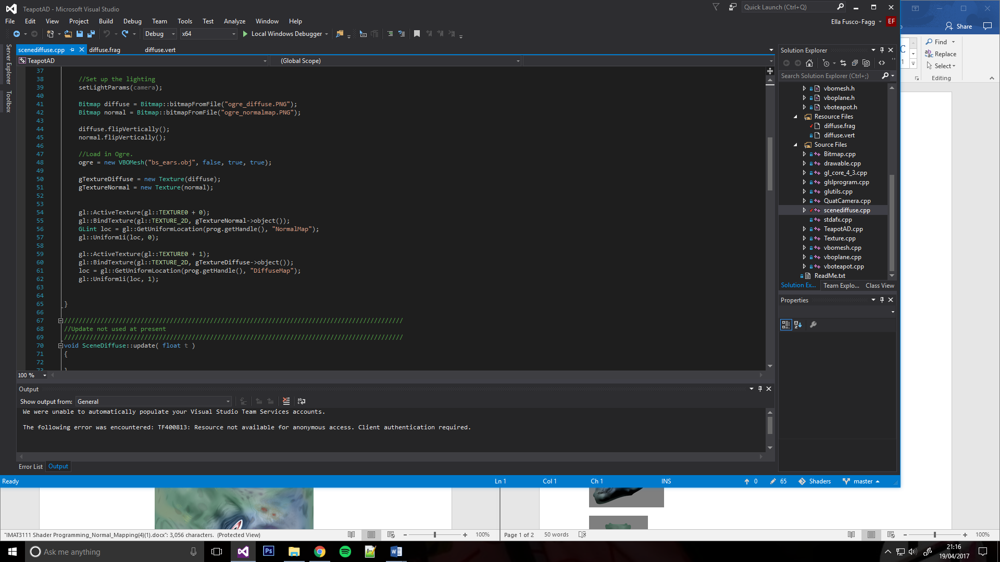 TeapotAD - Microsoft Visual Studio
Quick Launch (Ctrl+Q)
File Edit View Project Build Debug Team Tools Test Analyze Window Help
Ella Fusco-Fagg EF
Share
Debug x64 Local Windows Debugger
Find
Replace
Select
Editing
Server Explorer
Toolbox
scenediffuse.cpp diffuse.frag diffuse.vert
TeapotAD (Global Scope)
37
38 //Set up the lighting
39 setLightParams(camera);
40
41 Bitmap diffuse = Bitmap::bitmapFromFile("ogre_diffuse.PNG");
42 Bitmap normal = Bitmap::bitmapFromFile("ogre_normalmap.PNG");
43
44 diffuse.flipVertically();
45 normal.flipVertically();
46
47 //Load in Ogre.
48 ogre = new VBOMesh("bs_ears.obj", false, true, true);
49
50 gTextureDiffuse = new Texture(diffuse);
51 gTextureNormal = new Texture(normal);
52
53
54 gl::ActiveTexture(gl::TEXTURE0 + 0);
55 gl::BindTexture(gl::TEXTURE_2D, gTextureNormal->object());
56 GLint loc = gl::GetUniformLocation(prog.getHandle(), "NormalMap");
57 gl::Uniform1i(loc, 0);
58
59 gl::ActiveTexture(gl::TEXTURE0 + 1);
60 gl::BindTexture(gl::TEXTURE_2D, gTextureDiffuse->object());
61 loc = gl::GetUniformLocation(prog.getHandle(), "DiffuseMap");
62 gl::Uniform1i(loc, 1);
63
64
65 }
66
67 /////////////////////////////////////////////////////////////////////////////////////////////
68 //Update not used at present
69 /////////////////////////////////////////////////////////////////////////////////////////////
70 void SceneDiffuse::update( float t )
71 {
72
73 }
100 %
Solution Explorer
Search Solution Explorer (Ctrl+;)
vbomesh.h
vboplane.h
vboteapot.h
Resource Files
diffuse.frag
diffuse.vert
Source Files
Bitmap.cpp
drawable.cpp
gl_core_4_3.cpp
glslprogram.cpp
glutils.cpp
QuatCamera.cpp
scenediffuse.cpp
stdafx.cpp
TeapotAD.cpp
Texture.cpp
vbomesh.cpp
vboplane.cpp
vboteapot.cpp
ReadMe.txt
Solution Ex... Team Explo... Class View
Properties
Output
Show output from: General
We were unable to automatically populate your Visual Studio Team Services accounts.
The following error was encountered: TF400813: Resource not available for anonymous access. Client authentication required.
Error List Output
Ready Ln 1 Col 1 Ch 1 INS 0 65 Shaders master
"IMAT3111 Shader Programming_Normal_Mapping(4)(1).docx": 3,056 characters. (Protected View) 100% Page 1 of 2 50 words 100%
Ask me anything
Ps
21:16
19/04/2017